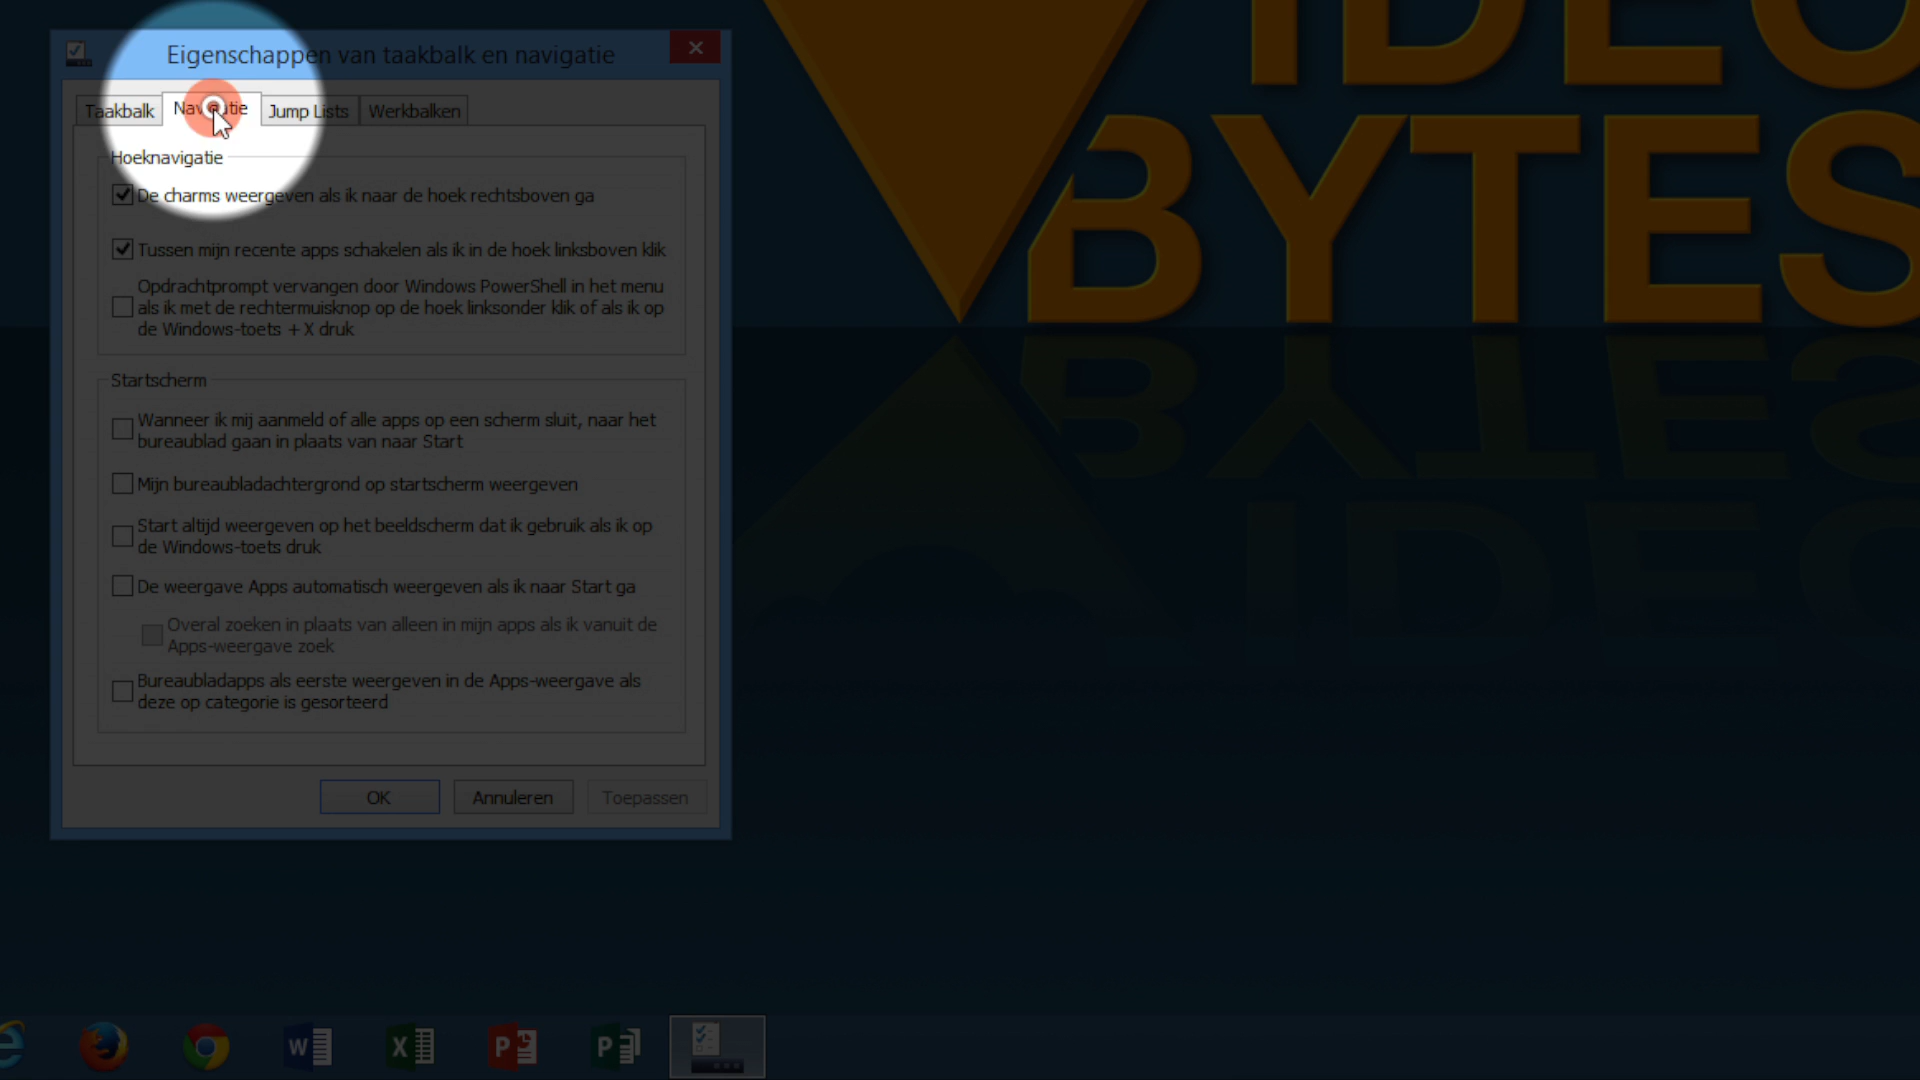 Eigenschappen van taakbalk en navigatie
Taakbalk
Jump Lists
Werkbalken
Hoeknavigatie
De charms weergeven als ik naar de hoek rechtsboven ga
Tussen mijn recente apps schakelen als ik in de hoek linksboven klik
Opdrachtprompt vervangen door Windows PowerShell in het menu
als ik met de rechtermuisknop op de hoek linksonder klik of als ik op
de Windows-toets + X druk
Startscherm
Wanneer ik mij aanmeld of alle apps op een scherm sluit, naar het
bureaublad gaan in plaats van naar Start
Mijn bureaubladachtergrond op startscherm weergeven
Start altijd weergeven op het beeldscherm dat ik gebruik als ik op
de Windows-toets druk
De weergave Apps automatisch weergeven als ik naar Start ga
Overal zoeken in plaats van alleen in mijn apps als ik vanuit de
Apps-weergave zoek
Bureaubladapps als eerste weergeven in de Apps-weergave als
deze op categorie is gesorteerd
OK
Annuleren
Toepassen
IDEO
BYTES